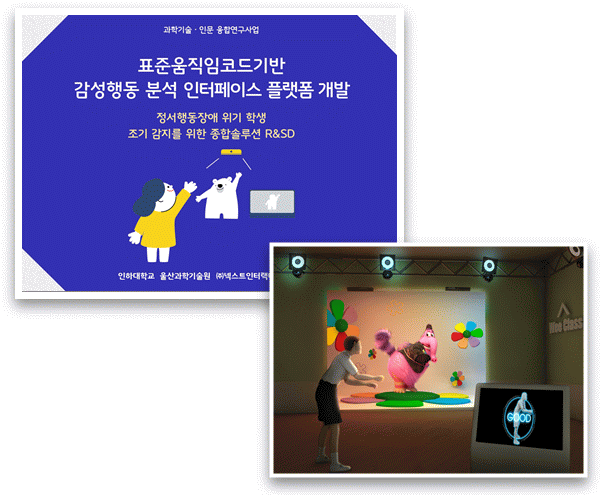 과학기술 · 인문 융합연구사업
표준움직임코드기반
감성행동 분석 인터페이스 플랫폼 개발
정서행동장애 위기 학생
조기 감지를 위한 종합솔루션 R&SD
인하대학교 울산과학기술원 ㈜넥스트인터랙
Wee Class
GOOD